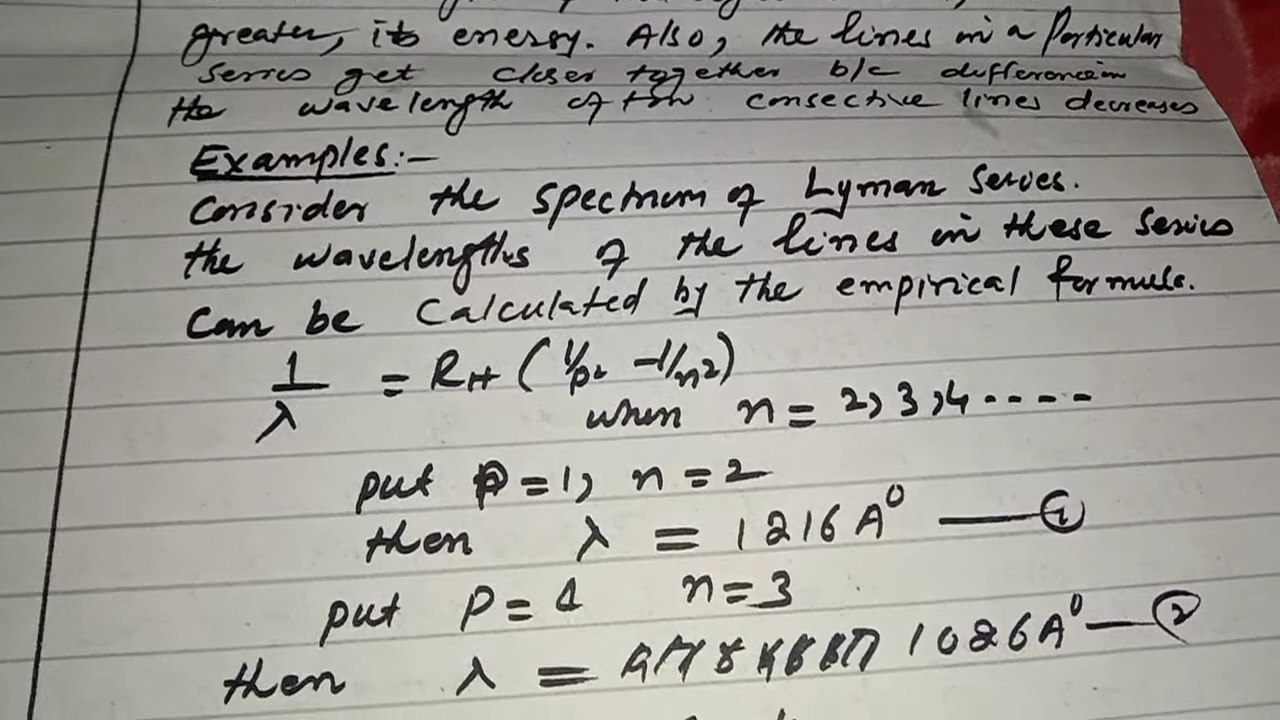 greater, its energy. Also, the lines in a Particular
series get closer together b/c difference in
the wavelength of two consective lines decreases
Examples:-
Consider the spectrum of Lyman Series.
the wavelengths of the lines in these Series
Can be Calculated by the empirical formula.
1/λ = RH (1/p² - 1/n²)
when n = 2, 3, 4 - - - -
put p = 1, n = 2
then λ = 1216 A° — ①
put P = 1 n = 3
then λ = 1026 A° — ②